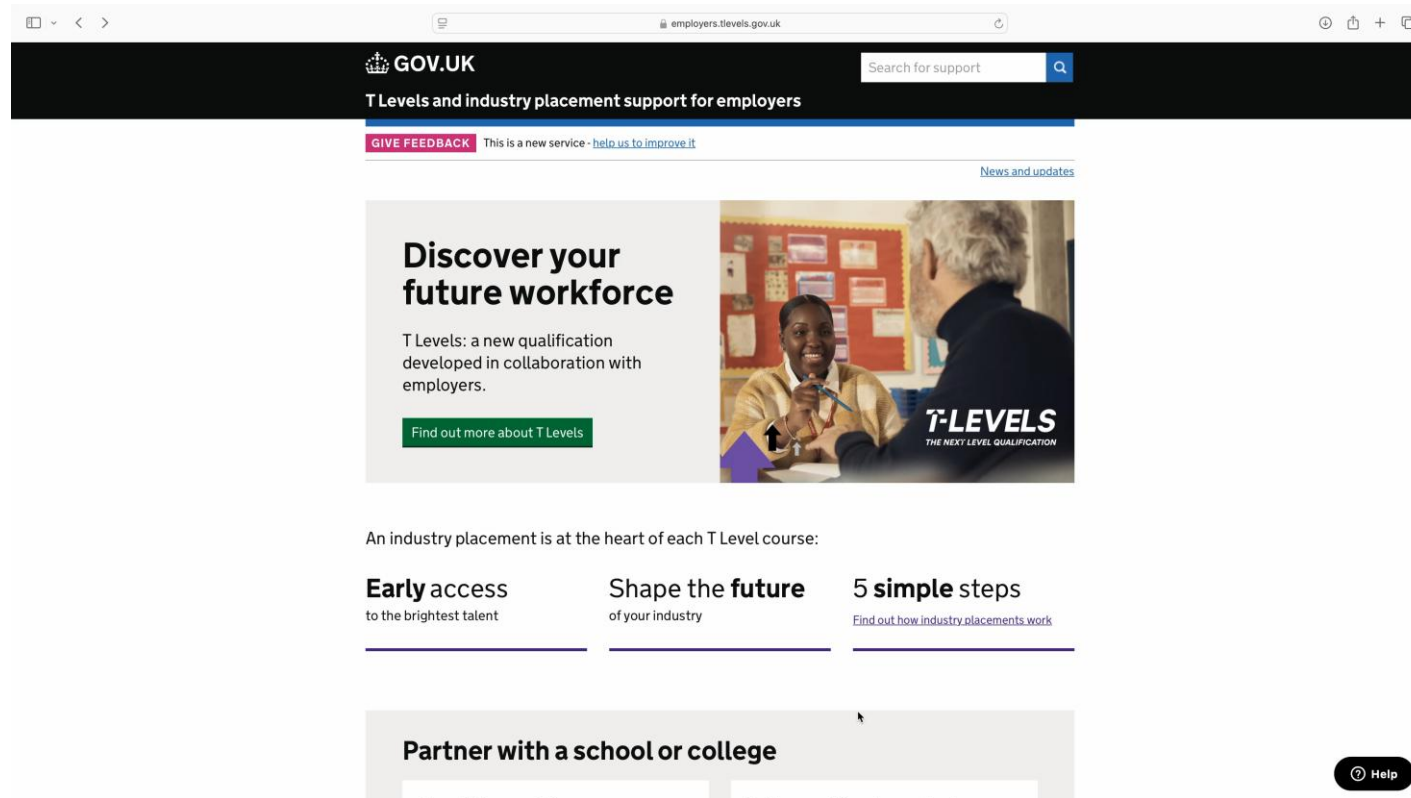 employers.tlevels.gov.uk
GOV.UK
Search for support
T Levels and industry placement support for employers
GIVE FEEDBACK This is a new service - help us to improve it
News and updates
Discover your
future workforce
T Levels: a new qualification
developed in collaboration with
employers.
Find out more about T Levels
T-LEVELS
THE NEXT LEVEL QUALIFICATION
An industry placement is at the heart of each T Level course:
Early access
to the brightest talent
Shape the future
of your industry
5 simple steps
Find out how industry placements work
Partner with a school or college
Help